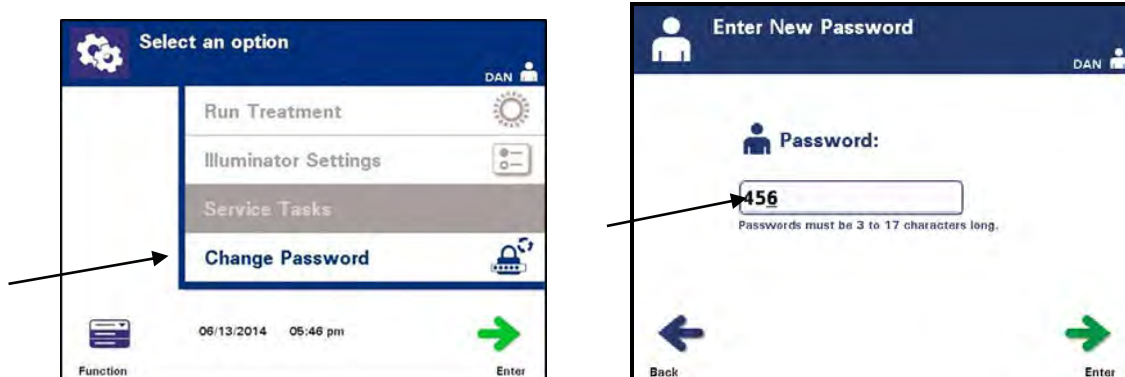 Select an option
DAN
Run Treatment
Illuminator Settings
Service Tasks
Change Password
06/13/2014 05:46 pm
Function
Enter
Enter New Password
DAN
Password:
456
Passwords must be 3 to 17 characters long.
Back
Enter